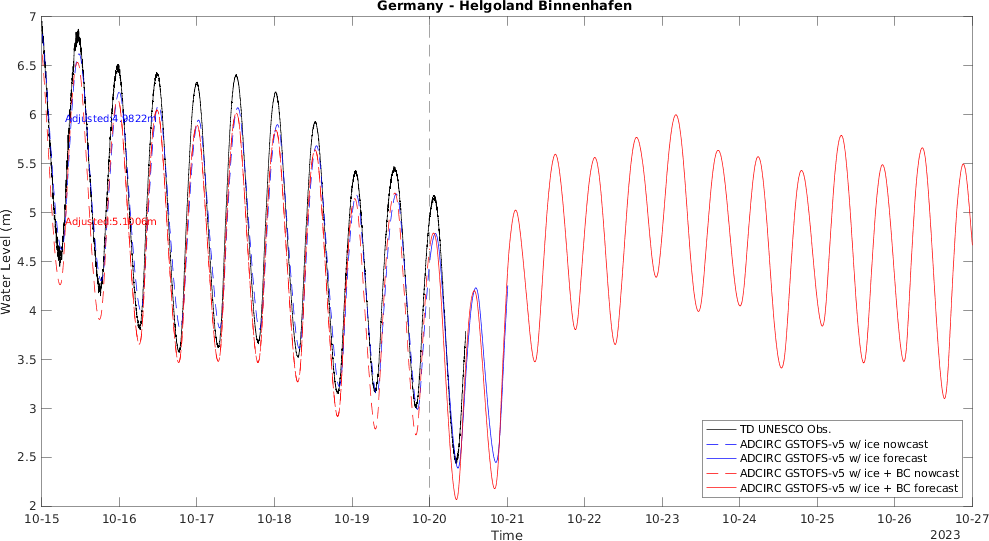 Germany - Helgoland Binnenhafen
7
6.5
6
5.5
5
4.5
4
3.5
3
2.5
2
Water Level (m)
Adjusted:4.9822m
Adjusted:5.1006m
TD UNESCO Obs.
ADCIRC GSTOFS-v5 w/ ice nowcast
ADCIRC GSTOFS-v5 w/ ice forecast
ADCIRC GSTOFS-v5 w/ ice + BC nowcast
ADCIRC GSTOFS-v5 w/ ice + BC forecast
10-15 10-16 10-17 10-18 10-19 10-20 10-21 10-22 10-23 10-24 10-25 10-26 10-27
Time
2023